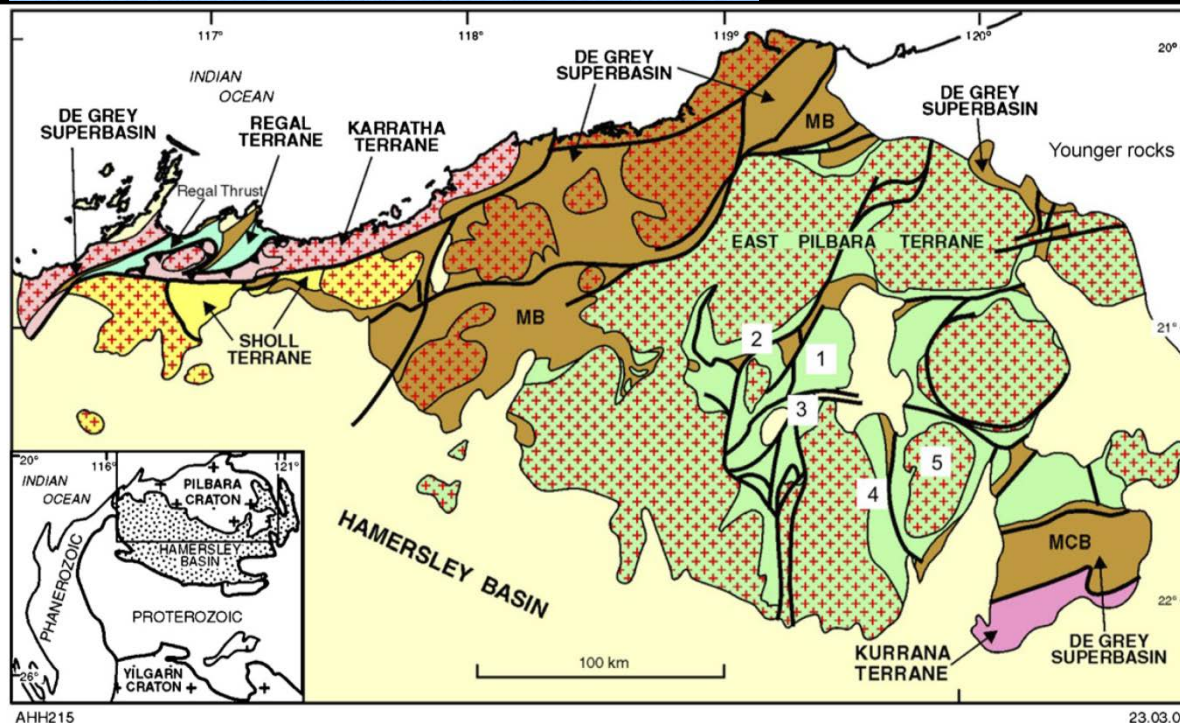 117°
118°
119°
120°
20°
INDIAN
OCEAN
DE GREY
SUPERBASIN
REGAL
TERRANE
KARRATHA
TERRANE
DE GREY
SUPERBASIN
DE GREY
SUPERBASIN
MB
Younger rocks
Regal Thrust
EAST PILBARA TERRANE
MB
SHOLL
TERRANE
21°
2
1
3
5
4
HAMERSLEY BASIN
MCB
22°
KURRANA
TERRANE
DE GREY
SUPERBASIN
100 km
20°
116°
121°
INDIAN
OCEAN
PILBARA
CRATON
HAMERSLEY
BASIN
PHANEROZOIC
PROTEROZOIC
YILGARN
CRATON
26°
AHH215
23.03.0